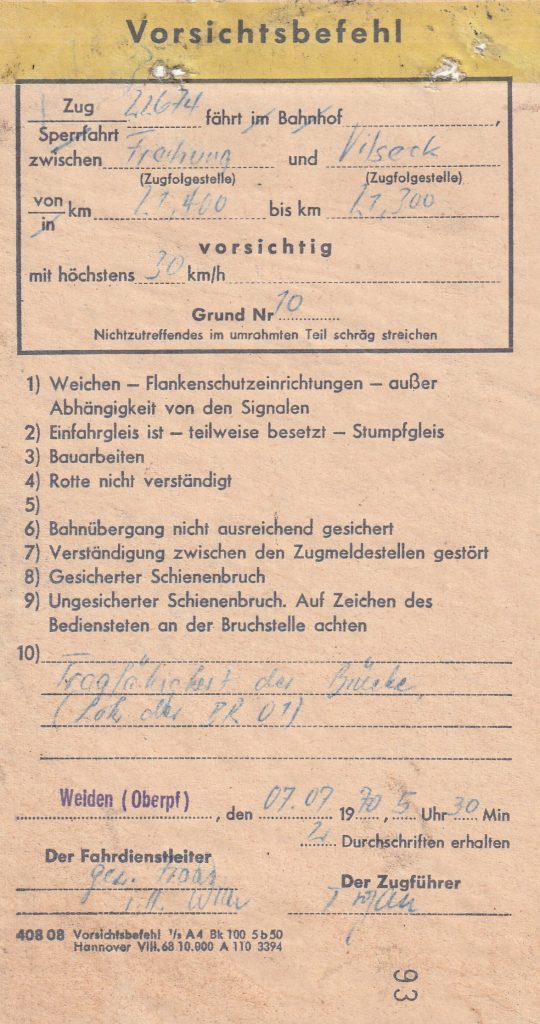 Vorsichtsbefehl
Zug 22674 fährt im Bahnhof ,
Sperrfahrt
zwischen Freihung und Vilseck
(Zugfolgestelle) (Zugfolgestelle)
von km 21,400 bis km 21,300
in
vorsichtig
mit höchstens 30 km/h
Grund Nr 10
Nichtzutreffendes im umrahmten Teil schräg streichen
1) Weichen – Flankenschutzeinrichtungen – außer
Abhängigkeit von den Signalen
2) Einfahrgleis ist – teilweise besetzt – Stumpfgleis
3) Bauarbeiten
4) Rotte nicht verständigt
5)
6) Bahnübergang nicht ausreichend gesichert
7) Verständigung zwischen den Zugmeldestellen gestört
8) Gesicherter Schienenbruch
9) Ungesicherter Schienenbruch. Auf Zeichen des
Bediensteten an der Bruchstelle achten
10)
Tragfähigkeit der Brücke
(Lok der BR 01)
Weiden (Oberpf) , den 07.07 1970, 5 Uhr 30 Min
2 Durchschriften erhalten
Der Fahrdienstleiter
gez.
Der Zugführer
i.A.
408 08 Vorsichtsbefehl ¹/₃ A4 Bk 100 5b50
Hannover VIII. 68 10.000 A 110 3394
93